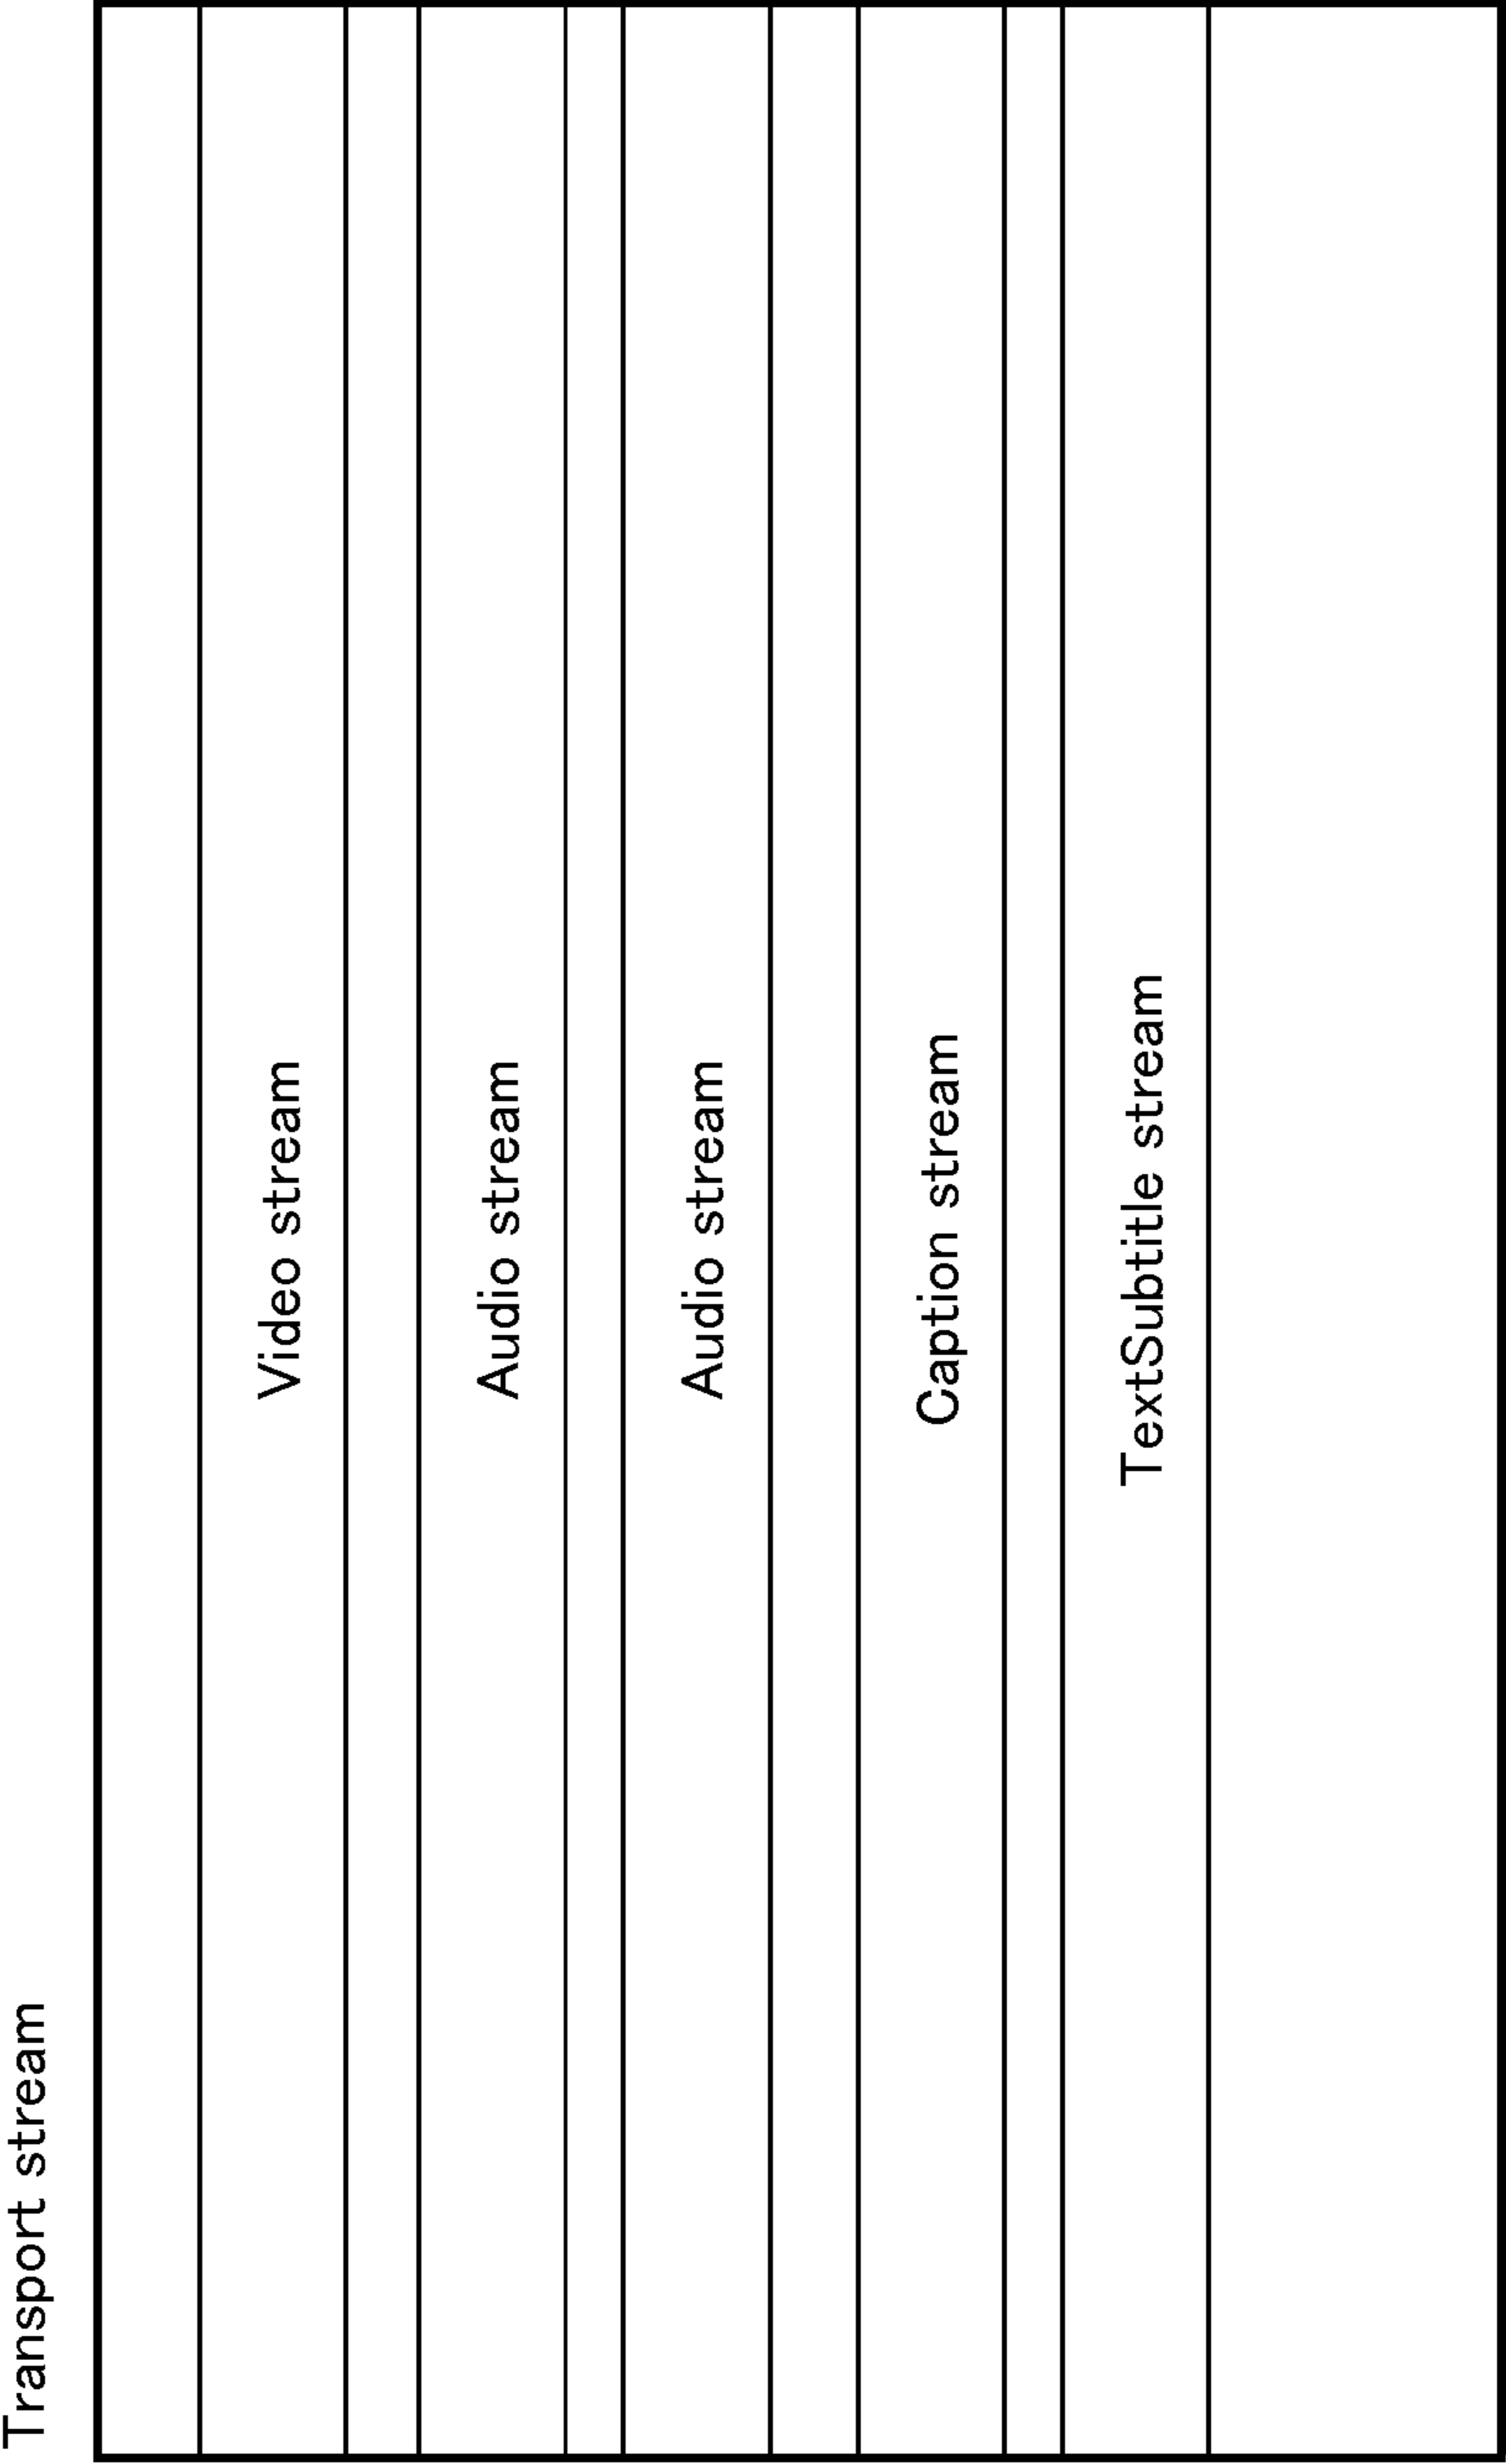 Transport stream
Video stream
Audio stream
Audio stream
Caption stream
TextSubtitle stream